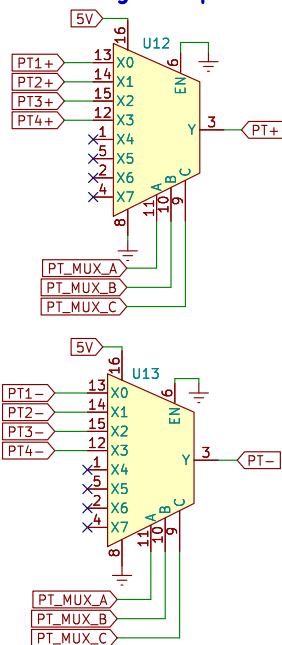 5V
16
U12
6
EN
PT1+ 13 X0
PT2+ 14 X1
PT3+ 15 X2
PT4+ 12 X3
1 X4
5 X5
2 X6
4 X7
Y 3 PT+
A B C
11 10 9
8
PT_MUX_A
PT_MUX_B
PT_MUX_C
5V
16
U13
6
EN
PT1- 13 X0
PT2- 14 X1
PT3- 15 X2
PT4- 12 X3
1 X4
5 X5
2 X6
4 X7
Y 3 PT-
A B C
11 10 9
8
PT_MUX_A
PT_MUX_B
PT_MUX_C